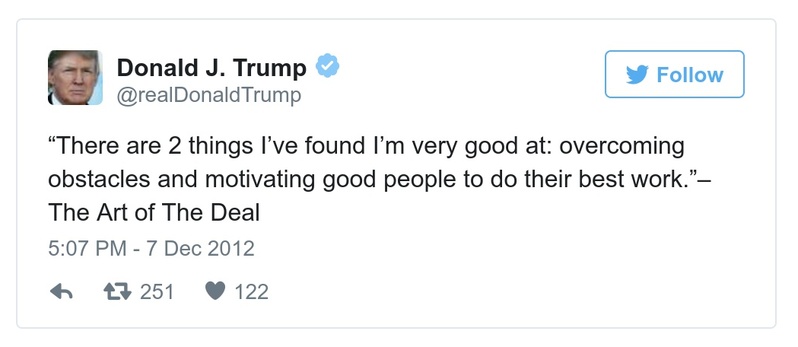 Donald J. Trump
@realDonaldTrump
Follow
“There are 2 things I’ve found I’m very good at: overcoming
obstacles and motivating good people to do their best work.”–
The Art of The Deal
5:07 PM - 7 Dec 2012
251 122